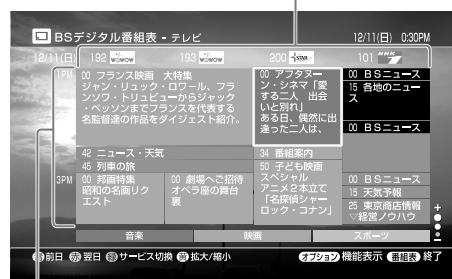 BSデジタル番組表 - テレビ
12/11(日) 0:30PM
12/11(日)
192 WOWOW
193 WOWOW
200 STAR
101 NHK
1PM
00 フランス映画 大特集
ジャン・リュック・ロワール、フラ
ンソワ・トリュビューからジャック
・ベッソンまでフランスを代表する
名監督達の作品をダイジェスト紹介。
00 アフタヌー
ン・シネマ「愛
する二人 出会
いと別れ」
ある日、偶然に出
逢った二人は、
00 BSニュース
15 各地のニュー
ス
00 BSニュース
42 ニュース・天気
45 列車の旅
34 番組案内
50 子ども映画
スペシャル
アニメ2本立て
「名探偵シャー
ロック・コナン」
3PM
00 邦画特集
昭和の名画リク
エスト
00 劇場へご招待
オペラ座の舞台
裏
00 BSニュース
15 天気予報
25 東京商店情報
▽経営ノウハウ
音楽
映画
スポーツ
青 前日 赤 翌日 緑 サービス切換 黄 拡大/縮小
オプション 機能表示 番組表 終了